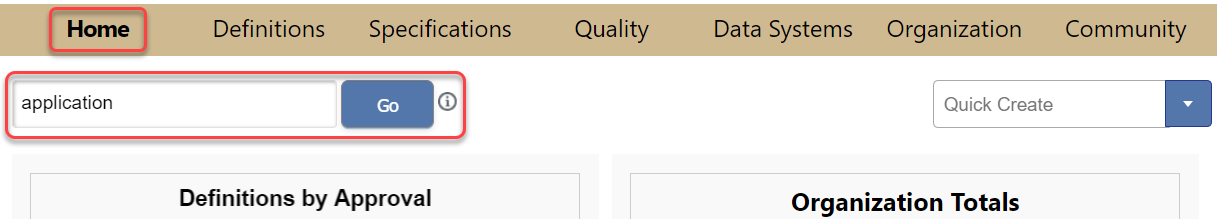 Home Definitions Specifications Quality Data Systems Organization Community
application Go Quick Create
Definitions by Approval Organization Totals